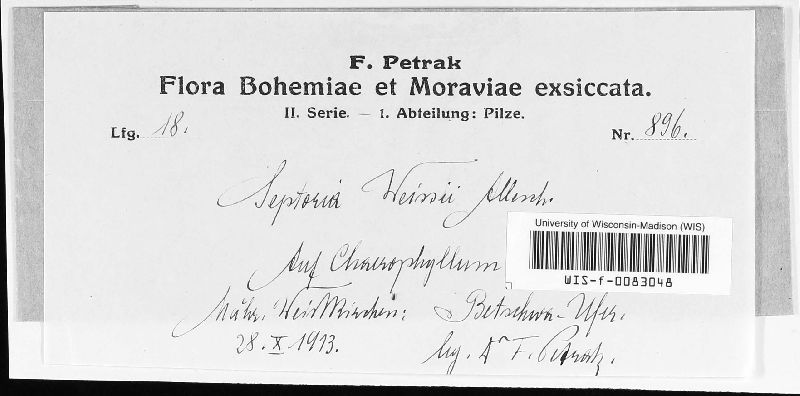 F. Petrak
Flora Bohemiae et Moraviae exsiccata.
II. Serie. — 1. Abteilung: Pilze.
Lfg. 18. Nr. 896.
Septoria Weissii Allesch.
University of Wisconsin-Madison (WIS)
WIS-f-0083048
Auf Chaerophyllum
Mähr. Weisskirchen: Betschwa-Ufer.
28. X 1913. lg. Dr F. Petrak.